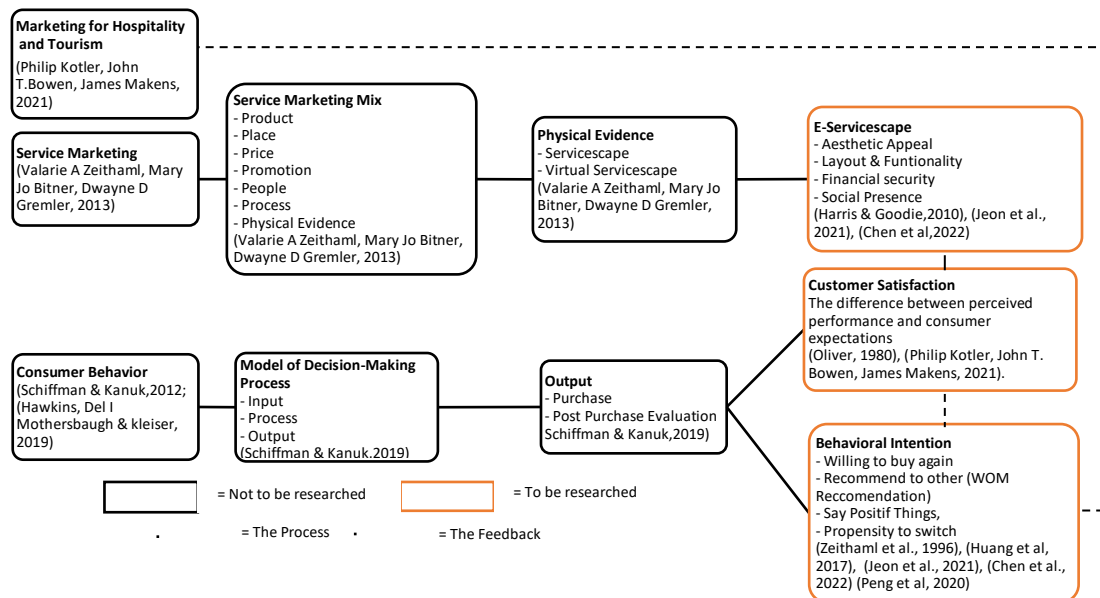 Marketing for Hospitality
and Tourism
(Philip Kotler, John
T.Bowen, James Makens,
2021)
Service Marketing
(Valarie A Zeithaml, Mary
Jo Bitner, Dwayne D
Gremler, 2013)
Service Marketing Mix
- Product
- Place
- Price
- Promotion
- People
- Process
- Physical Evidence
(Valarie A Zeithaml, Mary Jo Bitner,
Dwayne D Gremler, 2013)
Physical Evidence
- Servicescape
- Virtual Servicescape
(Valarie A Zeithaml, Mary Jo
Bitner, Dwayne D Gremler,
2013)
E-Servicescape
- Aesthetic Appeal
- Layout & Funtionality
- Financial security
- Social Presence
(Harris & Goodie,2010), (Jeon et al.,
2021), (Chen et al,2022)
Customer Satisfaction
The difference between perceived
performance and consumer
expectations
(Oliver, 1980), (Philip Kotler, John T.
Bowen, James Makens, 2021).
Consumer Behavior
(Schiffman & Kanuk,2012;
(Hawkins, Del I
Mothersbaugh & kleiser,
2019)
Model of Decision-Making
Process
- Input
- Process
- Output
(Schiffman & Kanuk.2019)
Output
- Purchase
- Post Purchase Evaluation
Schiffman & Kanuk,2019)
Behavioral Intention
- Willing to buy again
- Recommend to other (WOM
Reccomendation)
- Say Positif Things,
- Propensity to switch
(Zeithaml et al., 1996), (Huang et al,
2017), (Jeon et al., 2021), (Chen et al.,
2022) (Peng et al, 2020)
= Not to be researched
= To be researched
= The Process
= The Feedback